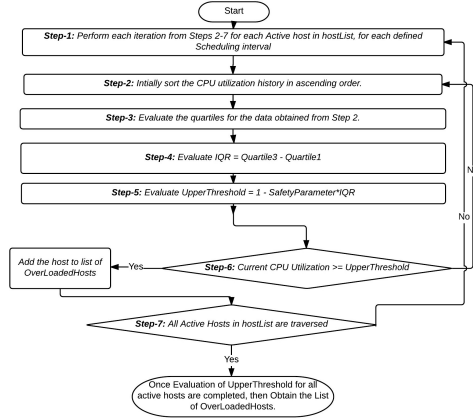 Start
Step-1: Perform each iteration from Steps 2-7 for each Active host in hostList, for each defined
Scheduling interval
Step-2: Intially sort the CPU utilization history in ascending order.
Step-3: Evaluate the quartiles for the data obtained from Step 2.
Step-4: Evaluate IQR = Quartile3 - Quartile1
Step-5: Evaluate UpperThreshold = 1 - SafetyParameter*IQR
Step-6: Current CPU Utilization >= UpperThreshold
Yes
Add the host to list of
OverLoadedHosts
N
No
Step-7: All Active Hosts in hostList are traversed
Yes
Once Evaluation of UpperThreshold for all
active hosts are completed, then Obtain the List
of OverLoadedHosts.